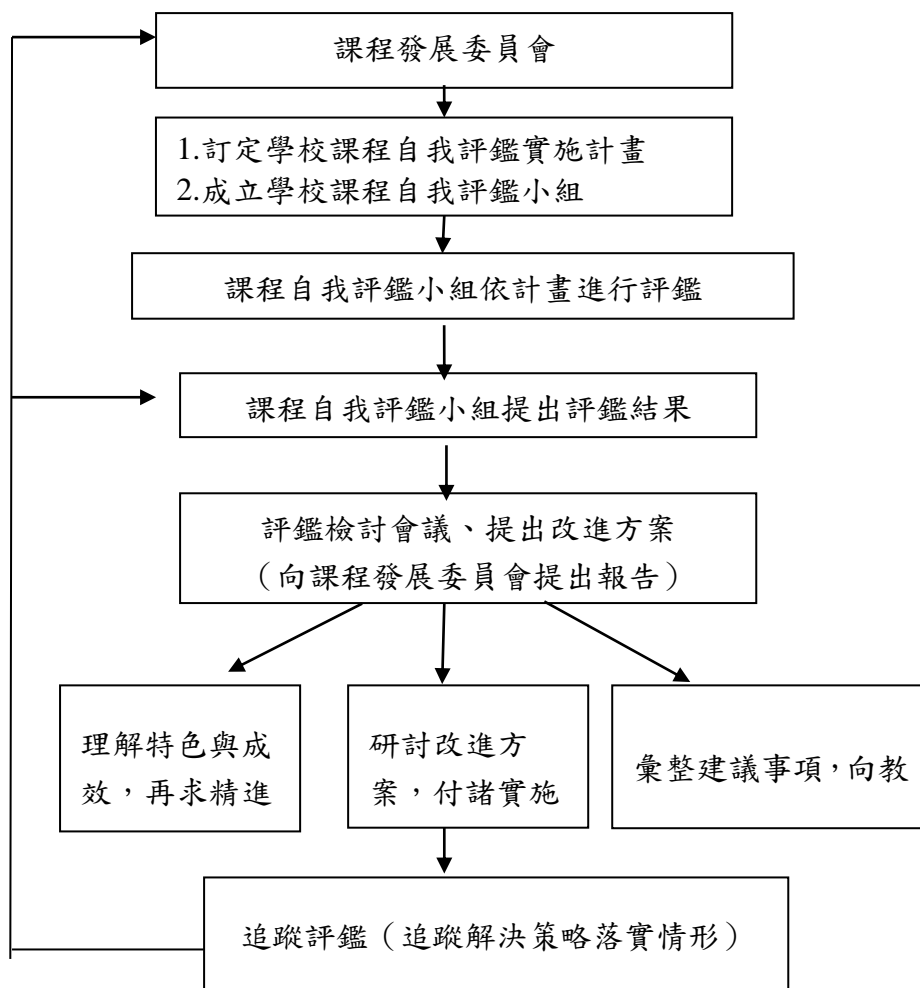 課程發展委員會
1.訂定學校課程自我評鑑實施計畫
2.成立學校課程自我評鑑小組
課程自我評鑑小組依計畫進行評鑑
課程自我評鑑小組提出評鑑結果
評鑑檢討會議、提出改進方案
（向課程發展委員會提出報告）
理解特色與成
效，再求精進
研討改進方
案，付諸實施
彙整建議事項，向教
追蹤評鑑（追蹤解決策略落實情形）